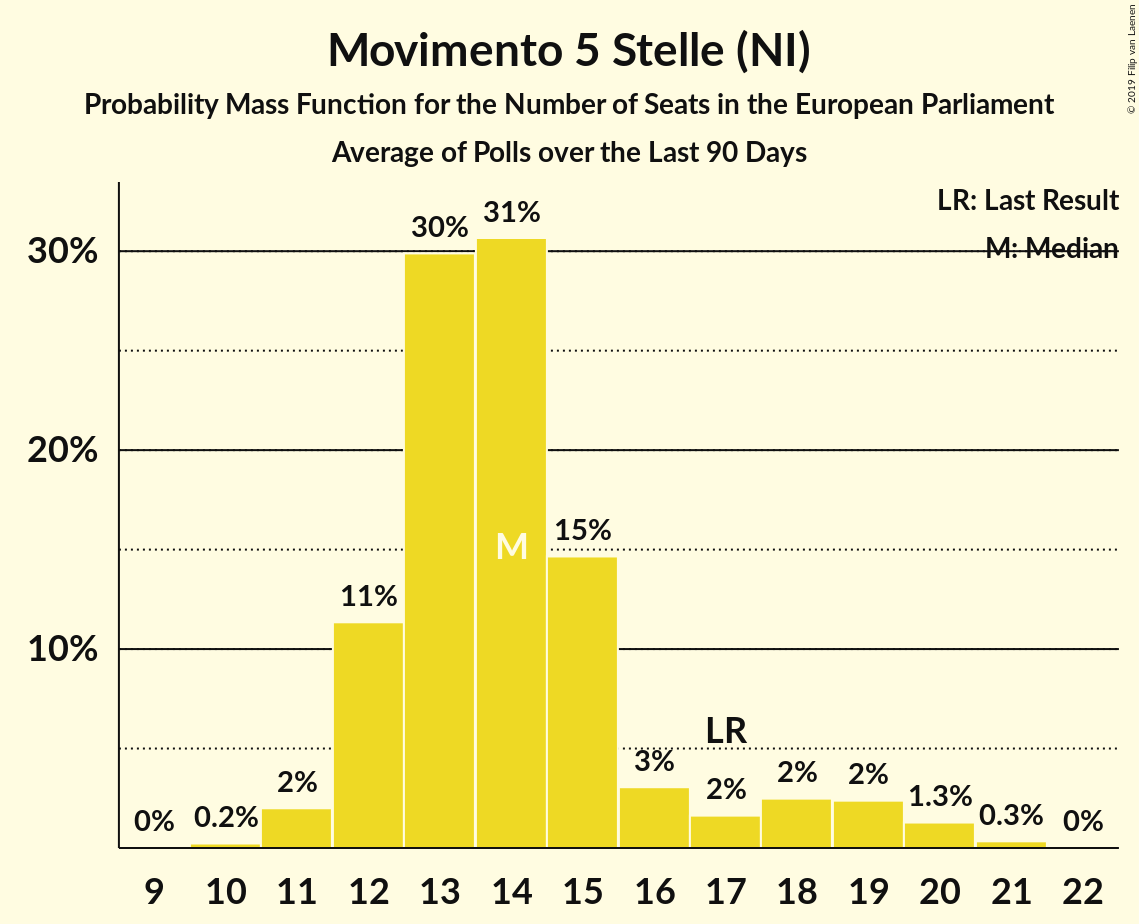 Movimento 5 Stelle (NI)
Probability Mass Function for the Number of Seats in the European Parliament
Average of Polls over the Last 90 Days
© 2019 Filip van Laenen
LR: Last Result
M: Median
30%
20%
10%
0%
0.2%
2%
11%
30%
31%
15%
3%
2%
2%
2%
1.3%
0.3%
0%
M
LR
9 10 11 12 13 14 15 16 17 18 19 20 21 22